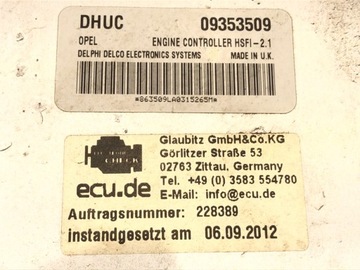 DHUC 09353509
OPEL ENGINE CONTROLLER HSFI-2.1
DELPHI DELCO ELECTRONICS SYSTEMS MADE IN U.K.
*863509LA0315265M*
Glaubitz GmbH&Co.KG
Görlitzer Straße 53
02763 Zittau, Germany
CHECK
Tel. +49 (0) 3583 554780
ecu.de E-Mail: info@ecu.de
Auftragsnummer: 228389
instandgesetzt am 06.09.2012